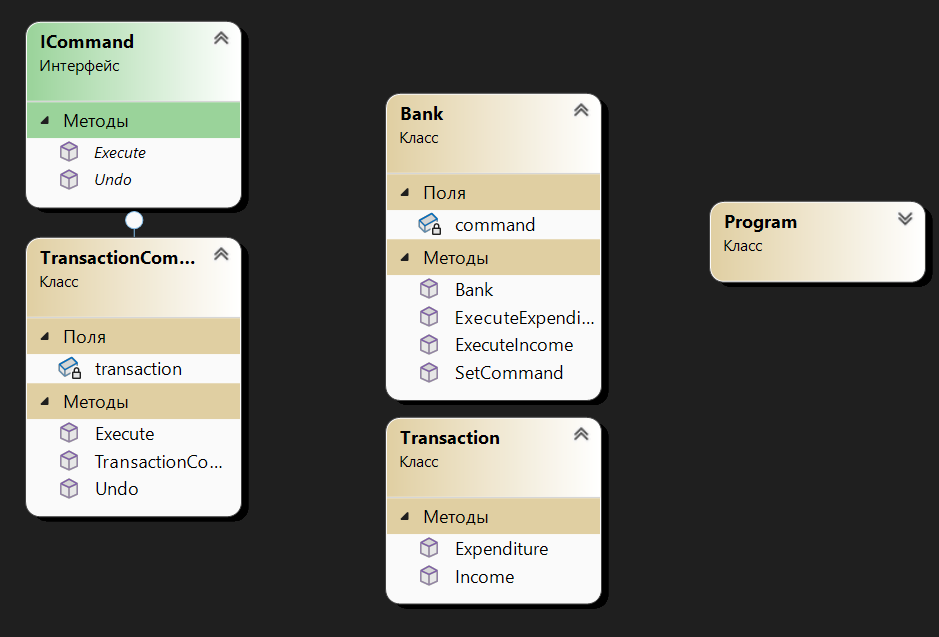 ICommand
Интерфейс
Методы
Execute
Undo
TransactionCom...
Класс
Поля
transaction
Методы
Execute
TransactionCo...
Undo
Bank
Класс
Поля
command
Методы
Bank
ExecuteExpendi...
ExecuteIncome
SetCommand
Transaction
Класс
Методы
Expenditure
Income
Program
Класс